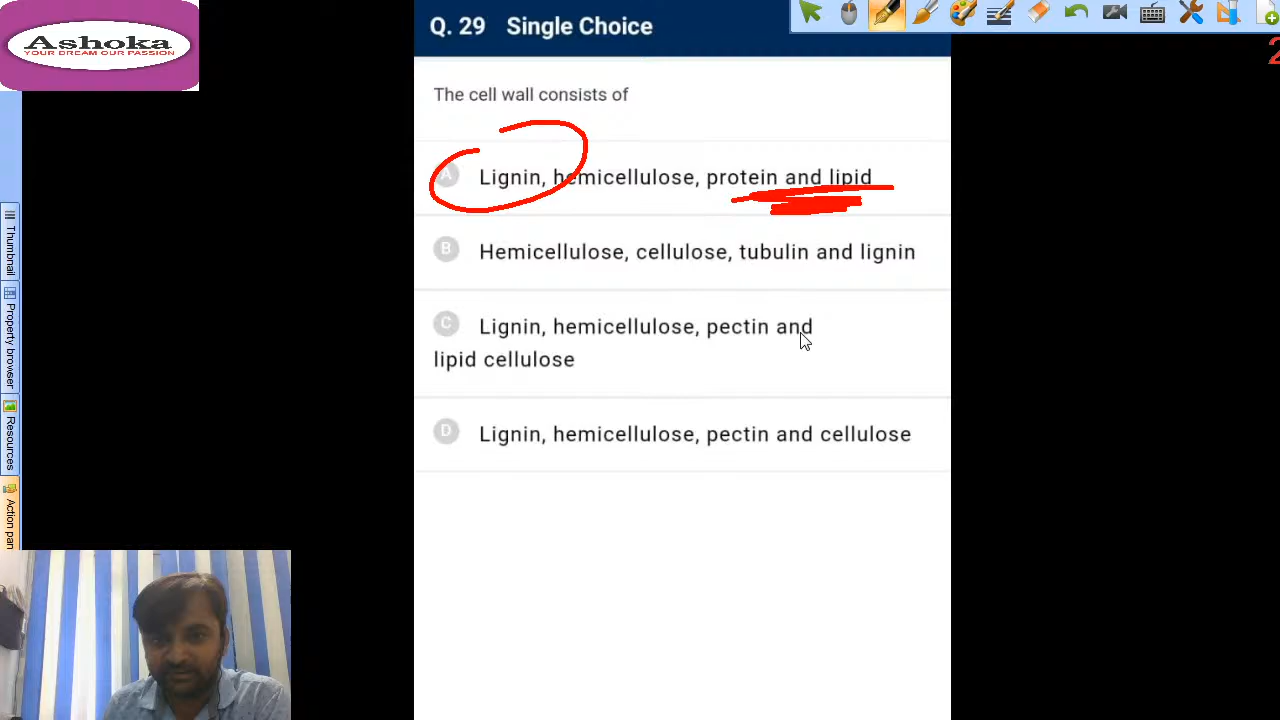 Ashoka
YOUR DREAM OUR PASSION
Q. 29 Single Choice
2
The cell wall consists of
A Lignin, hemicellulose, protein and lipid
B Hemicellulose, cellulose, tubulin and lignin
C Lignin, hemicellulose, pectin and
lipid cellulose
D Lignin, hemicellulose, pectin and cellulose
Thumbnail
Property browser
Resources
Action pan